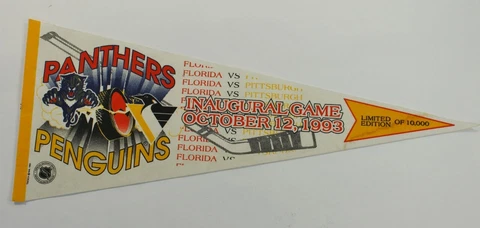 PANTHERS
PENGUINS
FLORIDA VS
FLORIDA VS PITTSBURGH
FLORIDA VS PITTSBURGH
FLORIDA VS PITTSBURGH
INAUGURAL GAME
OCTOBER 12, 1993
FLORIDA VS
FLORIDA VS
LIMITED
EDITION
OF 10,000